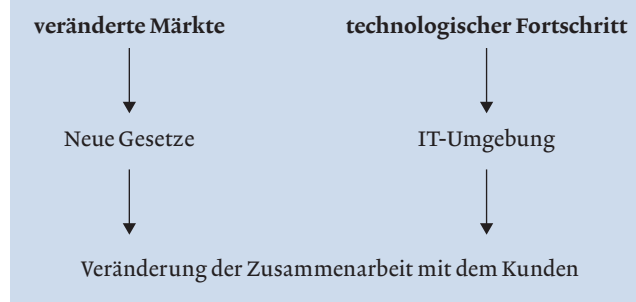 veränderte Märkte technologischer Fortschritt
Neue Gesetze IT-Umgebung
Veränderung der Zusammenarbeit mit dem Kunden